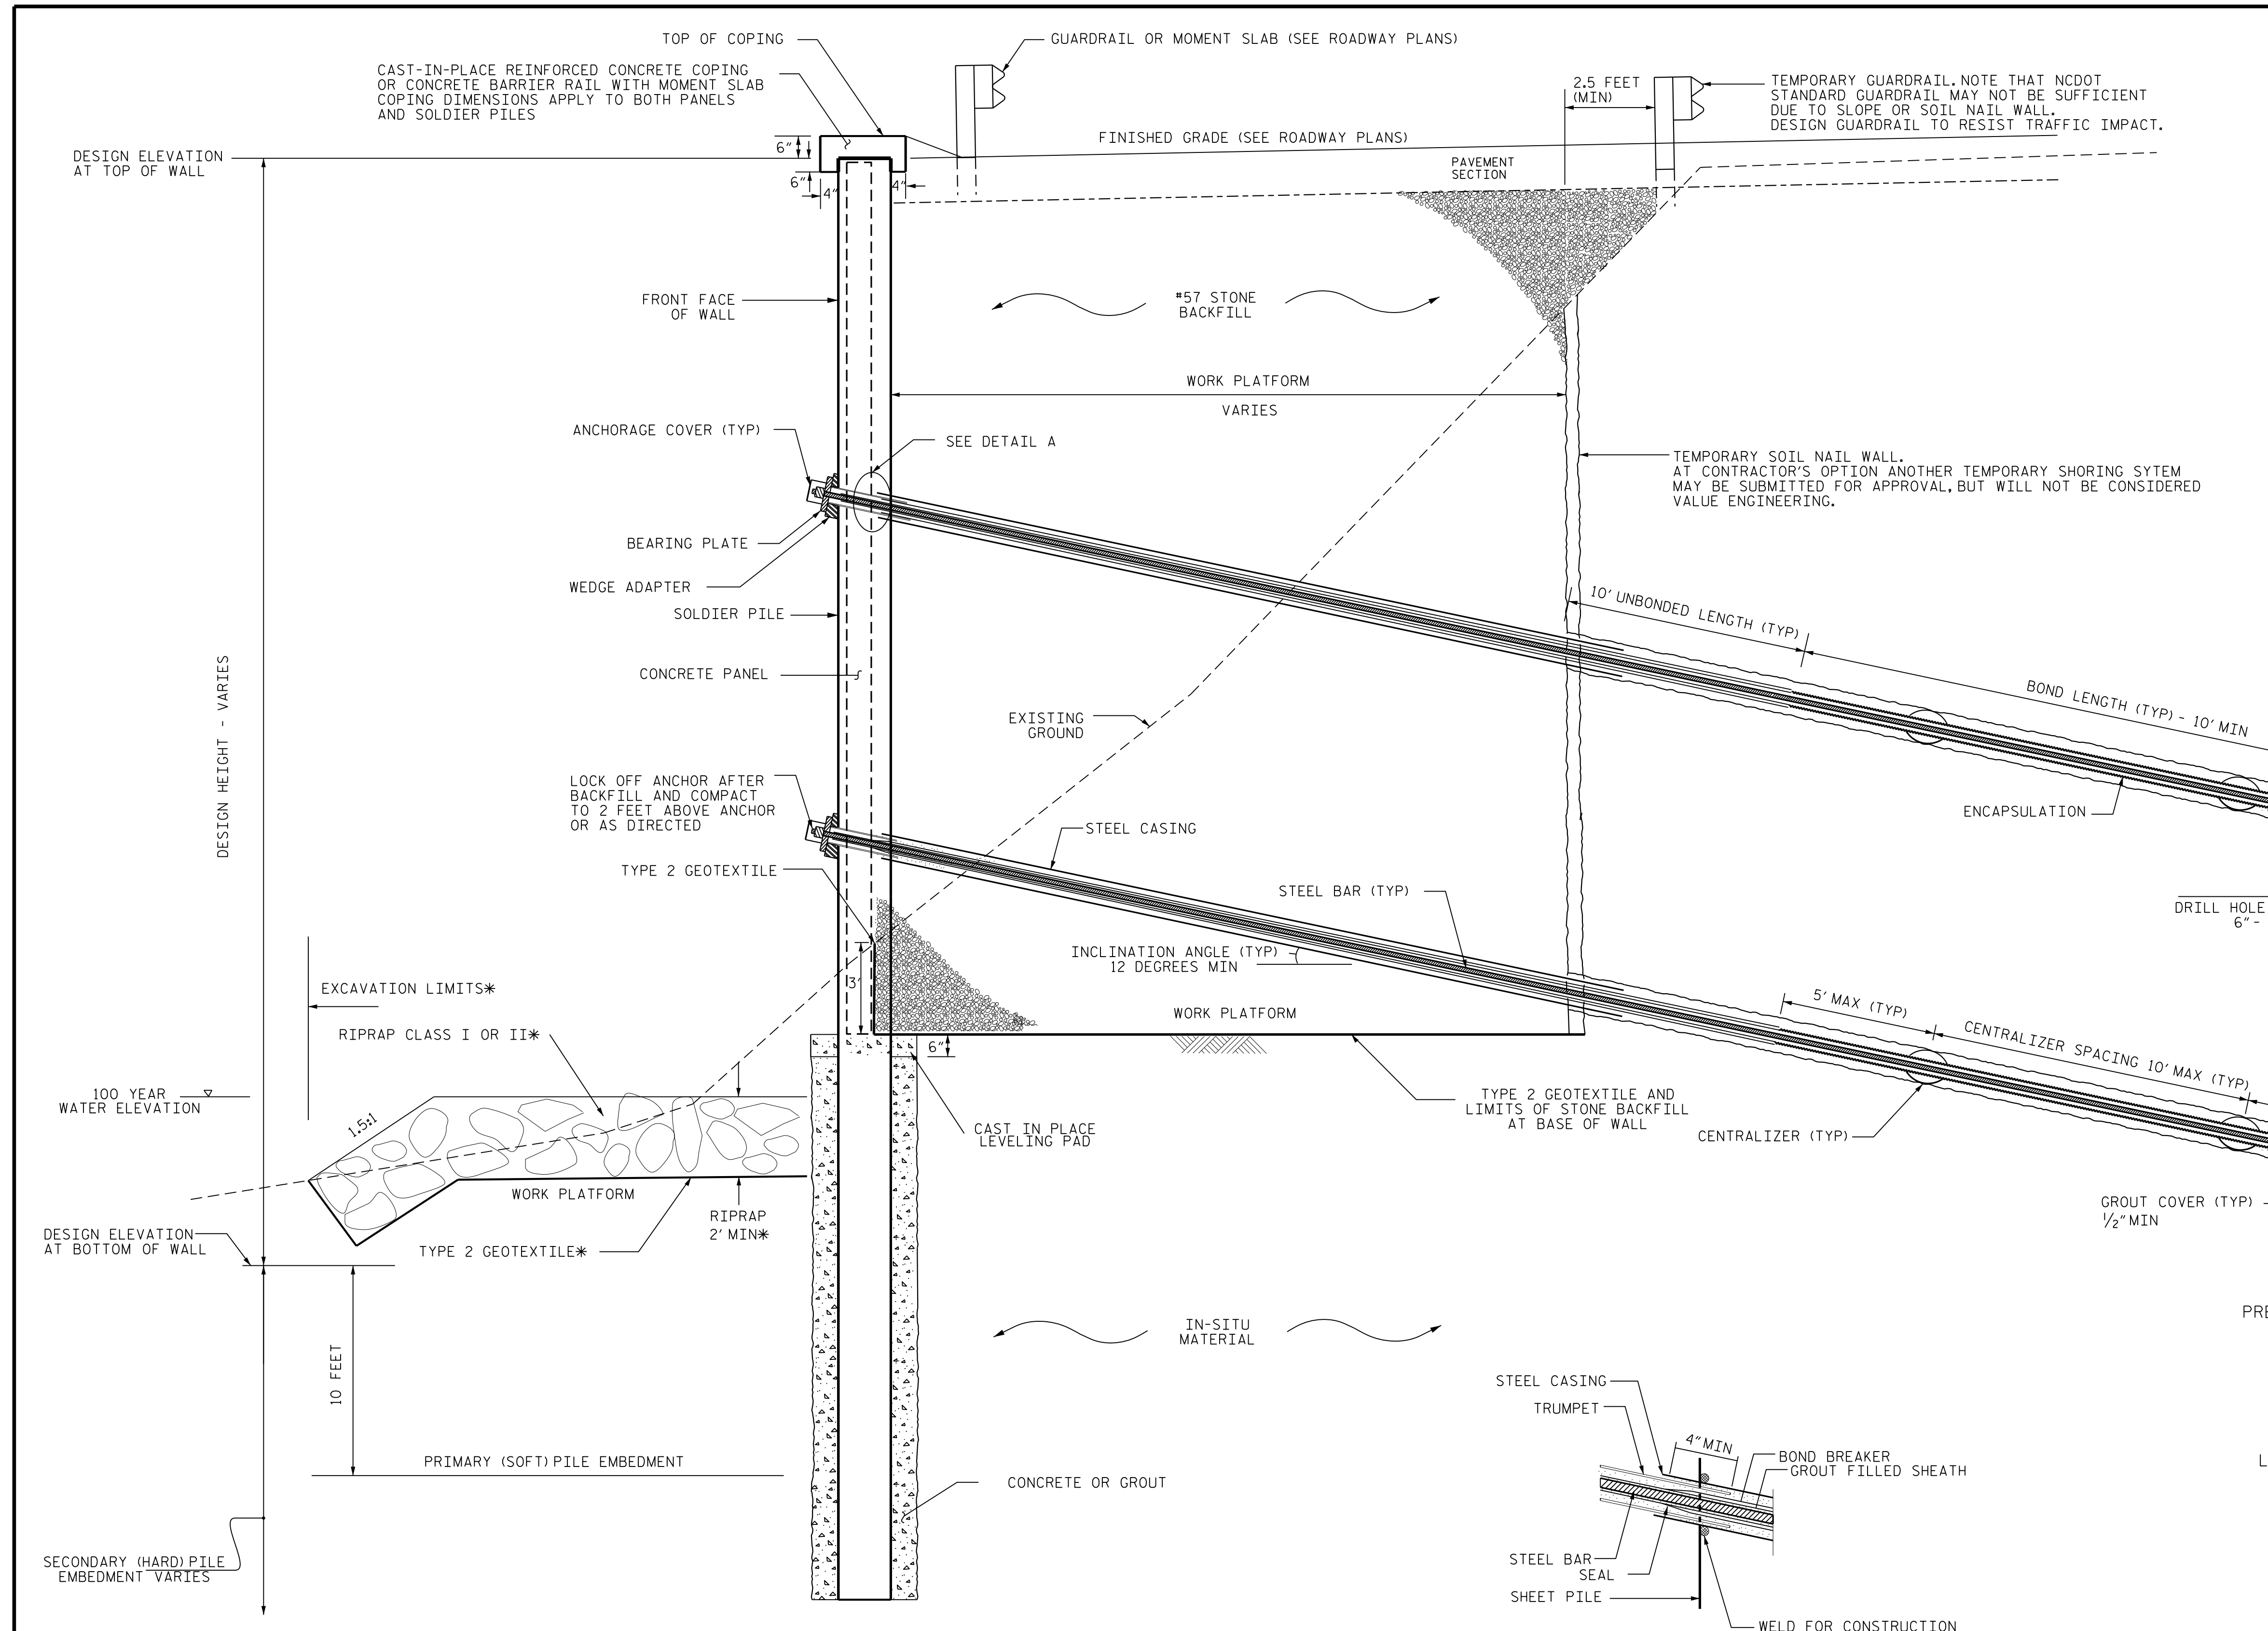 TOP OF COPING
GUARDRAIL OR MOMENT SLAB (SEE ROADWAY PLANS)
CAST-IN-PLACE REINFORCED CONCRETE COPING
OR CONCRETE BARRIER RAIL WITH MOMENT SLAB
COPING DIMENSIONS APPLY TO BOTH PANELS
AND SOLDIER PILES
2.5 FEET
(MIN)
TEMPORARY GUARDRAIL. NOTE THAT NCDOT
STANDARD GUARDRAIL MAY NOT BE SUFFICIENT
DUE TO SLOPE OR SOIL NAIL WALL.
DESIGN GUARDRAIL TO RESIST TRAFFIC IMPACT.
FINISHED GRADE (SEE ROADWAY PLANS)
6"
DESIGN ELEVATION
AT TOP OF WALL
PAVEMENT
SECTION
6"
4"
4"
FRONT FACE
OF WALL
#57 STONE
BACKFILL
WORK PLATFORM
VARIES
ANCHORAGE COVER (TYP)
SEE DETAIL A
TEMPORARY SOIL NAIL WALL.
AT CONTRACTOR'S OPTION ANOTHER TEMPORARY SHORING SYTEM
MAY BE SUBMITTED FOR APPROVAL, BUT WILL NOT BE CONSIDERED
VALUE ENGINEERING.
BEARING PLATE
WEDGE ADAPTER
SOLDIER PILE
10' UNBONDED LENGTH (TYP)
CONCRETE PANEL
BOND LENGTH (TYP) - 10' MIN
DESIGN HEIGHT - VARIES
EXISTING
GROUND
LOCK OFF ANCHOR AFTER
BACKFILL AND COMPACT
TO 2 FEET ABOVE ANCHOR
OR AS DIRECTED
ENCAPSULATION
STEEL CASING
TYPE 2 GEOTEXTILE
STEEL BAR (TYP)
DRILL HOLE
6"-
INCLINATION ANGLE (TYP)
12 DEGREES MIN
3'
EXCAVATION LIMITS*
5' MAX (TYP)
WORK PLATFORM
RIPRAP CLASS I OR II*
6"
CENTRALIZER SPACING 10' MAX (TYP)
100 YEAR
WATER ELEVATION
1.5:1
TYPE 2 GEOTEXTILE AND
LIMITS OF STONE BACKFILL
AT BASE OF WALL
CAST IN PLACE
LEVELING PAD
CENTRALIZER (TYP)
WORK PLATFORM
RIPRAP
2' MIN*
GROUT COVER (TYP)
1/2" MIN
DESIGN ELEVATION
AT BOTTOM OF WALL
TYPE 2 GEOTEXTILE*
IN-SITU
MATERIAL
10 FEET
PRIMARY (SOFT) PILE EMBEDMENT
CONCRETE OR GROUT
SECONDARY (HARD) PILE
EMBEDMENT VARIES
STEEL CASING
TRUMPET
4" MIN
BOND BREAKER
GROUT FILLED SHEATH
STEEL BAR
SEAL
SHEET PILE
WELD FOR CONSTRUCTION